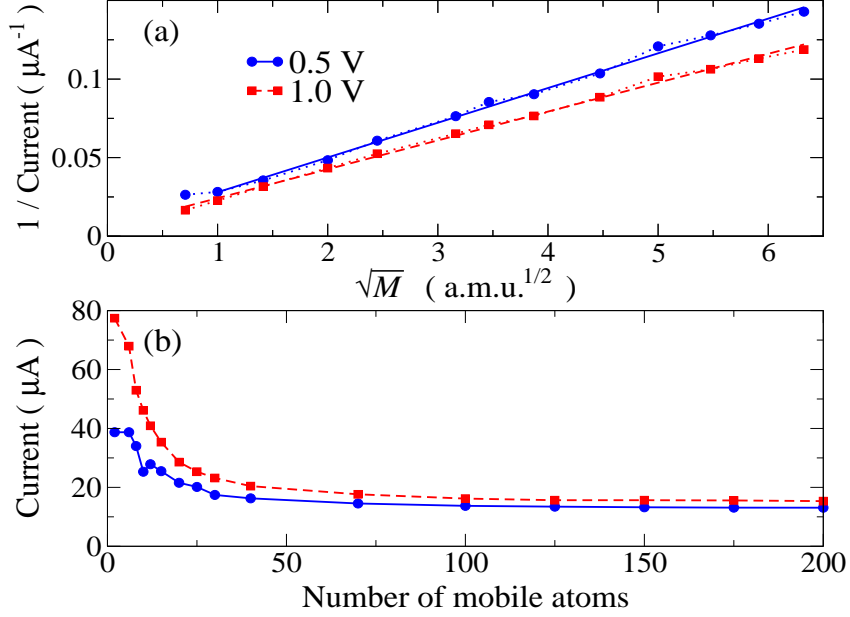 (a)
0.5 V
1.0 V
0.1
0.05
0
1 / Current ( μA⁻¹ )
0 1 2 3 4 5 6
√M ( a.m.u.^1/2 )
(b)
80
60
40
20
0
Current ( μA )
0 50 100 150 200
Number of mobile atoms